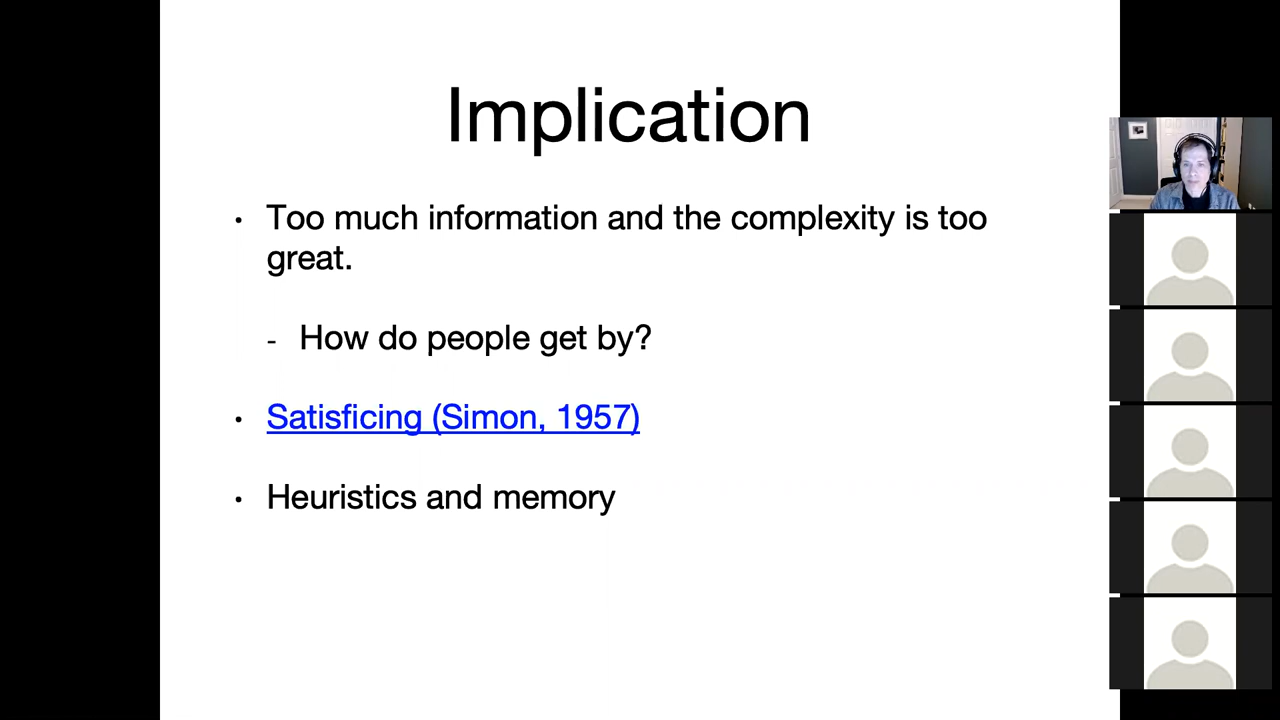 Implication
· Too much information and the complexity is too
great.
- How do people get by?
· Satisficing (Simon, 1957)
· Heuristics and memory